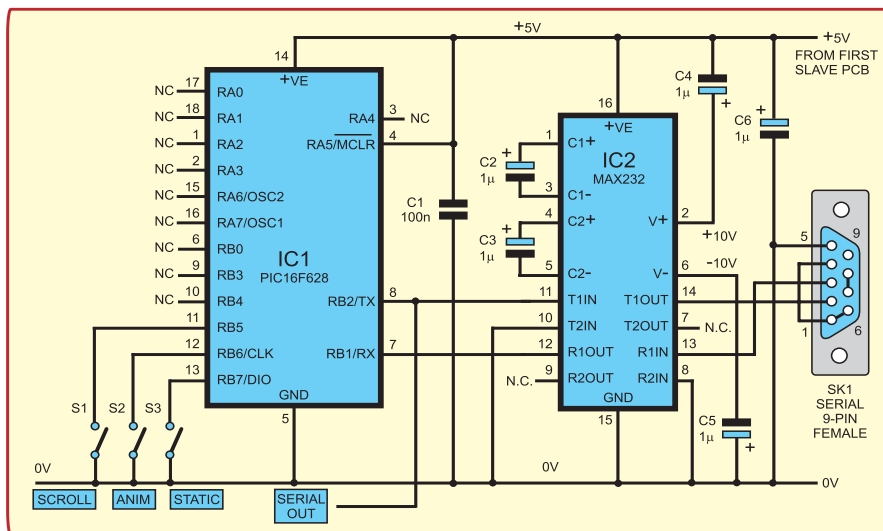 +5V
+5V
FROM FIRST
SLAVE PCB
14
+VE
NC 17 RA0
NC 18 RA1
NC 1 RA2
NC 2 RA3
NC 15 RA6/OSC2
NC 16 RA7/OSC1
NC 6 RB0
NC 9 RB3
NC 10 RB4
11 RB5
12 RB6/CLK
13 RB7/DIO
RA4 3 NC
RA5/MCLR 4
IC1
PIC16F628
RB2/TX 8
RB1/RX 7
GND
5
C1
100n
C2
1µ
+
C3
1µ
+
16
+VE
1 C1+
3 C1-
4 C2+
5 C2-
11 T1IN
10 T2IN
12 R1OUT
N.C. 9 R2OUT
IC2
MAX232
V+ 2
+10V
-10V
V- 6
T1OUT 14
T2OUT 7 N.C.
R1IN 13
R2IN 8
GND
15
C4
1µ
+
C6
1µ
+
C5
1µ
+
5
9
1
6
SK1
SERIAL
9-PIN
FEMALE
S1 S2 S3
0V
0V
0V
SCROLL ANIM STATIC
SERIAL
OUT